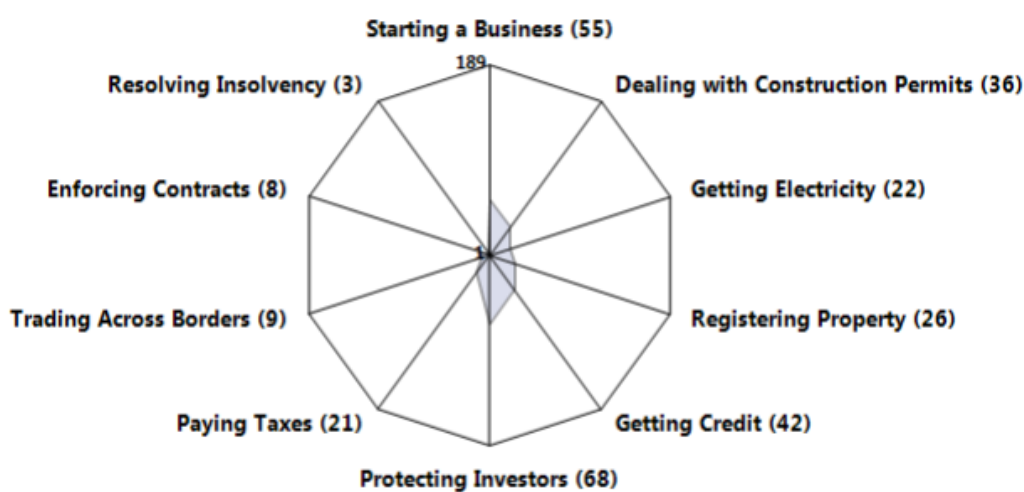 Starting a Business (55)
189
Resolving Insolvency (3)
Dealing with Construction Permits (36)
Enforcing Contracts (8)
Getting Electricity (22)
1
Trading Across Borders (9)
Registering Property (26)
Paying Taxes (21)
Getting Credit (42)
Protecting Investors (68)